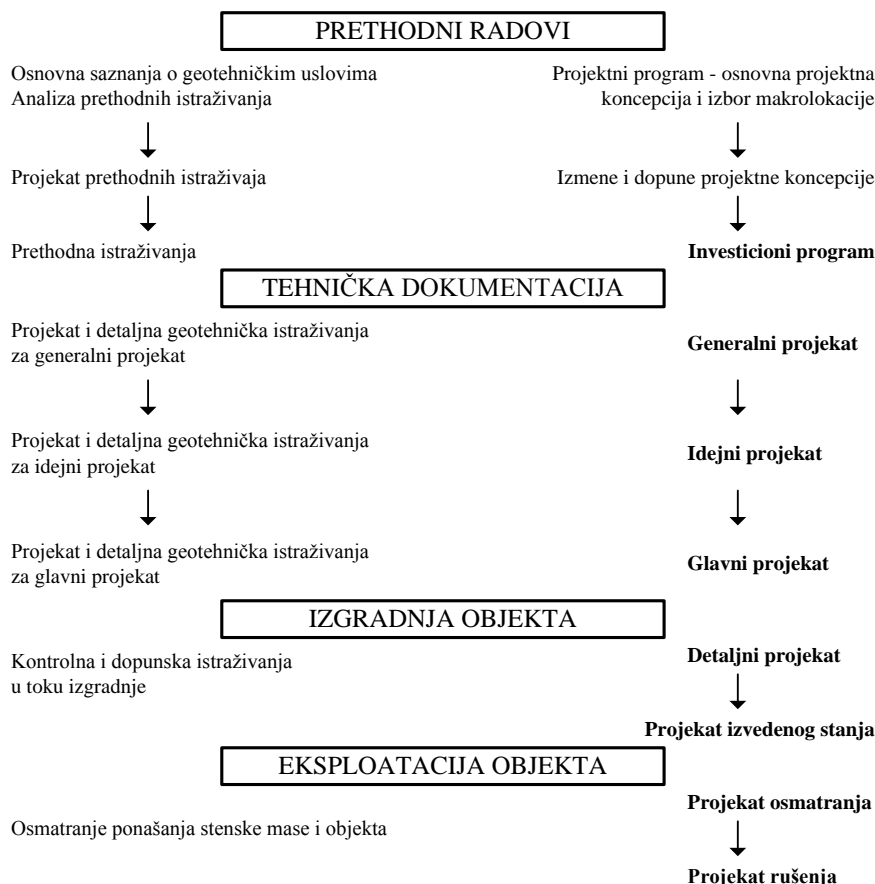 PRETHODNI RADOVI
Osnovna saznanja o geotehničkim uslovima
Analiza prethodnih istraživanja
Projektni program - osnovna projektna
koncepcija i izbor makrolokacije
Projekat prethodnih istraživaja
Izmene i dopune projektne koncepcije
Prethodna istraživanja
Investicioni program
TEHNIČKA DOKUMENTACIJA
Projekat i detaljna geotehnička istraživanja
za generalni projekat
Generalni projekat
Projekat i detaljna geotehnička istraživanja
za idejni projekat
Idejni projekat
Projekat i detaljna geotehnička istraživanja
za glavni projekat
Glavni projekat
IZGRADNJA OBJEKTA
Kontrolna i dopunska istraživanja
u toku izgradnje
Detaljni projekat
Projekat izvedenog stanja
EKSPLOATACIJA OBJEKTA
Projekat osmatranja
Osmatranje ponašanja stenske mase i objekta
Projekat rušenja